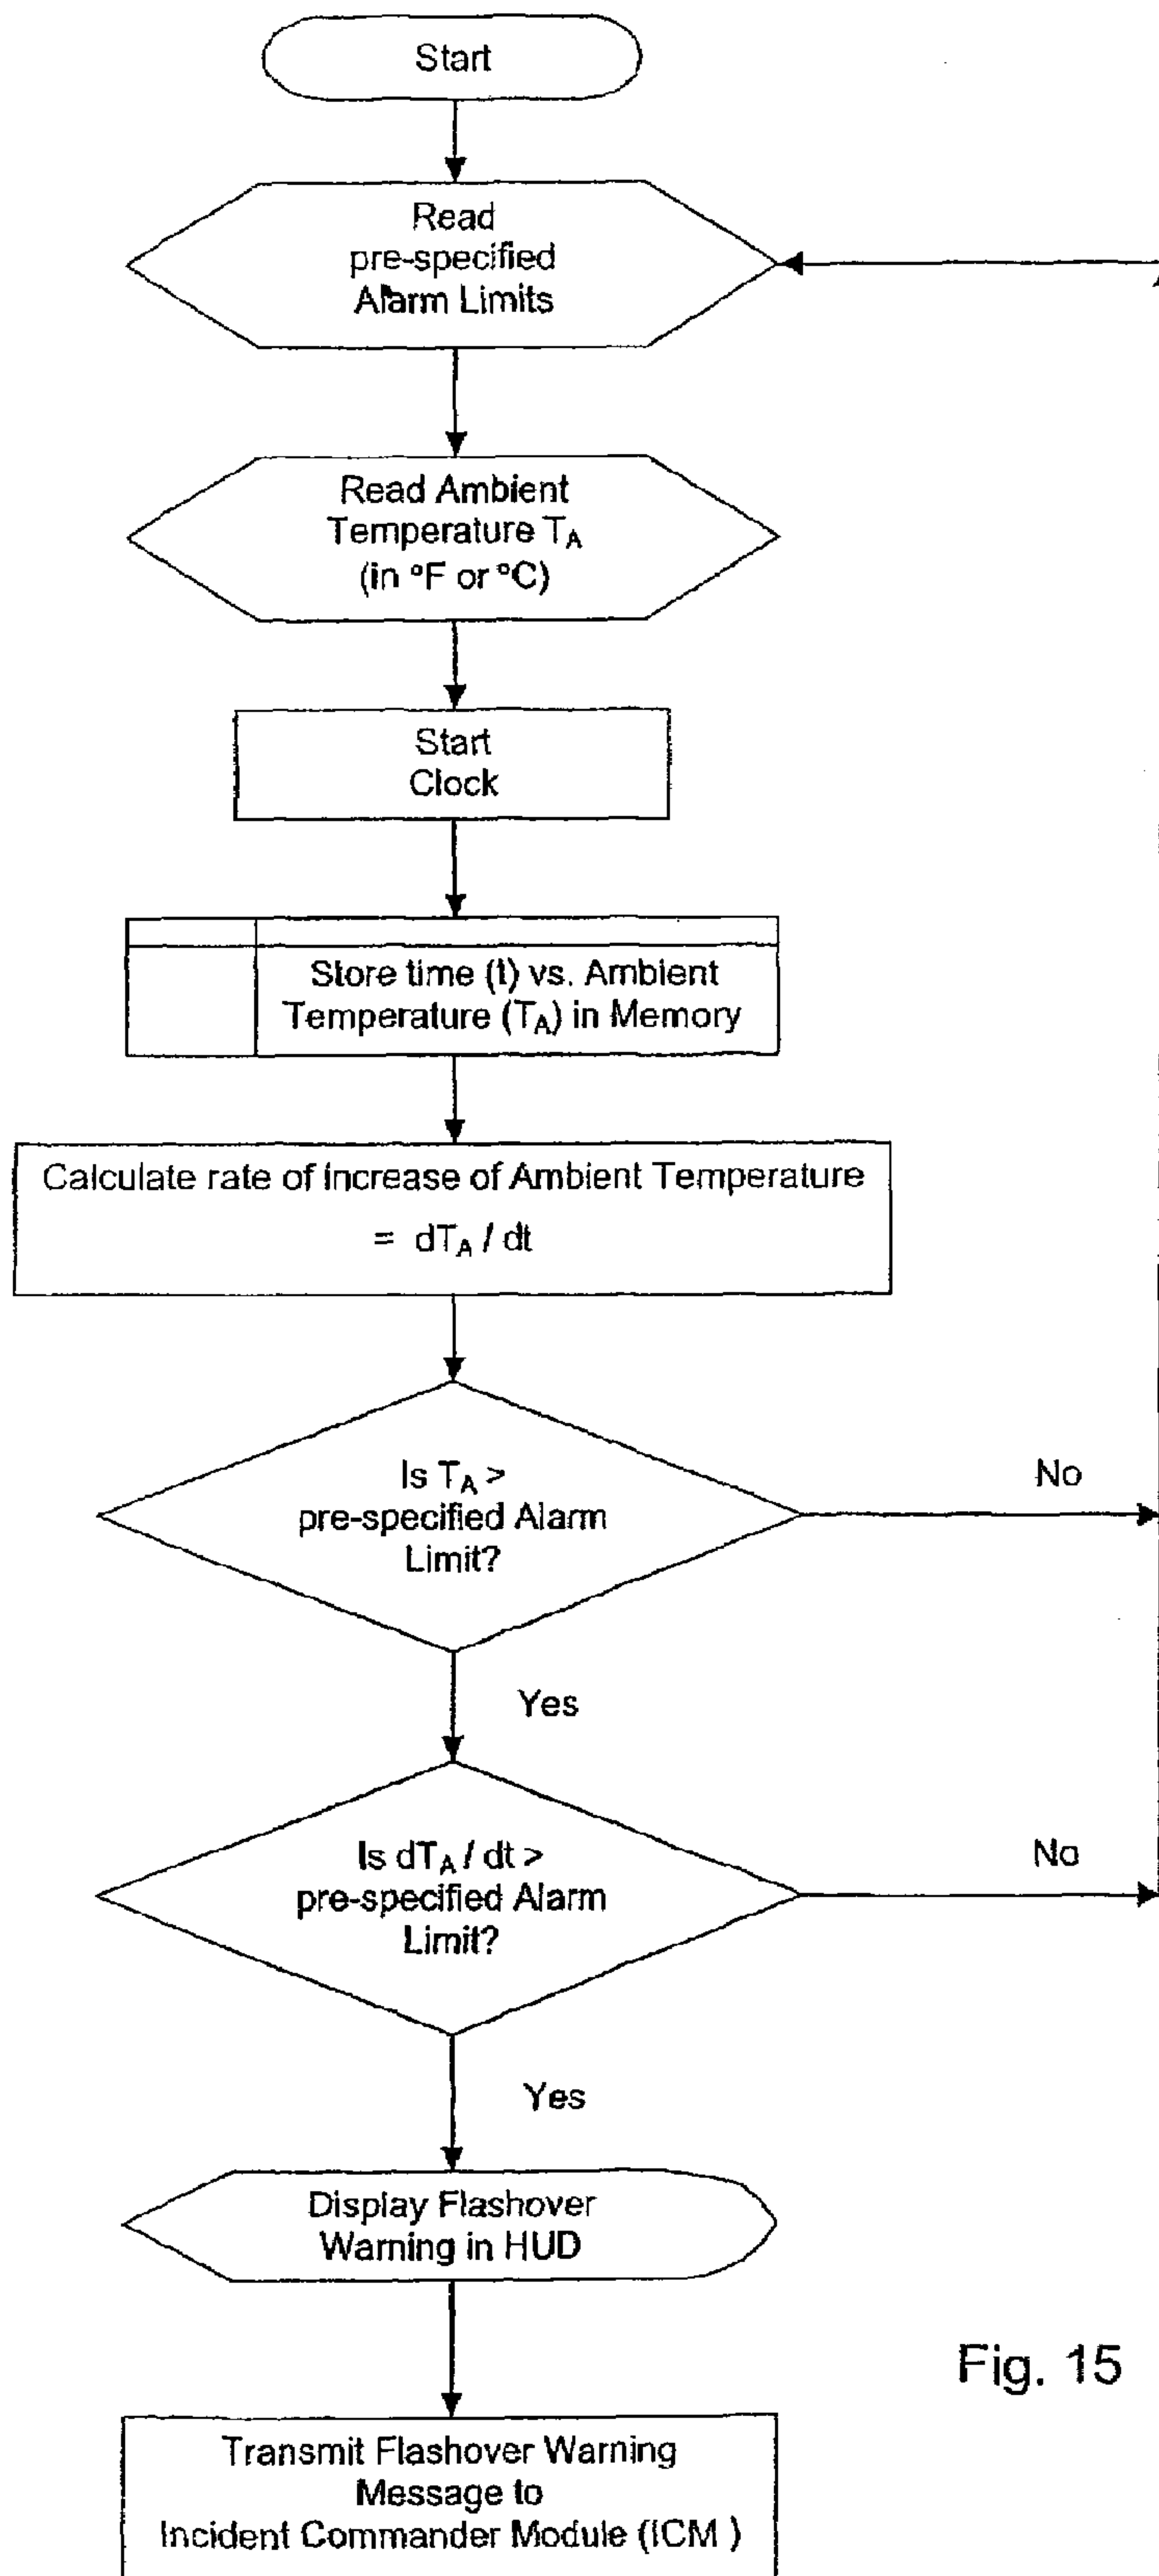 Start
Read
pre-specified
Alarm Limits
Read Ambient
Temperature TA
(in °F or °C)
Start
Clock
Store time (t) vs. Ambient
Temperature (TA) in Memory
Calculate rate of Increase of Ambient Temperature
= dTA / dt
Is TA >
pre-specified Alarm
Limit?
No
Yes
Is dTA / dt >
pre-specified Alarm
Limit?
No
Yes
Display Flashover
Warning in HUD
Fig. 15
Transmit Flashover Warning
Message to
Incident Commander Module (ICM )